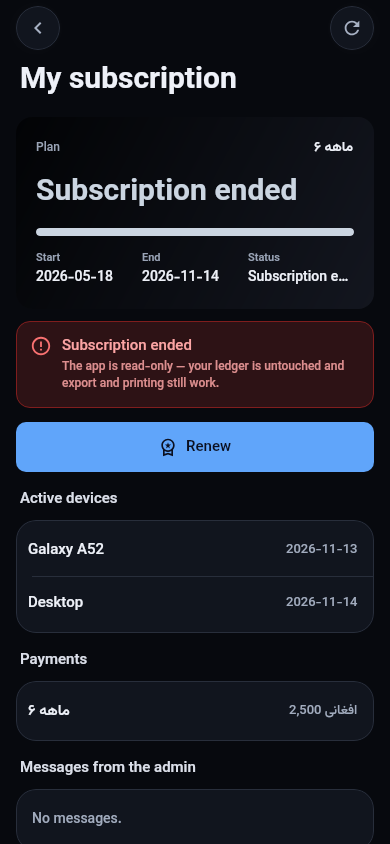 My subscription
Plan
۶ ماهه
Subscription ended
Start
End
Status
2026-05-18
2026-11-14
Subscription e...
Subscription ended
The app is read-only — your ledger is untouched and
export and printing still work.
Renew
Active devices
Galaxy A52
2026-11-13
Desktop
2026-11-14
Payments
۶ ماهه
2,500 افغانی
Messages from the admin
No messages.